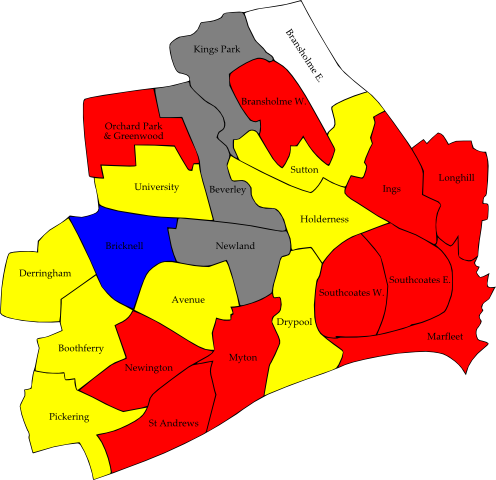 Kings Park
Bransholme E.
Bransholme W.
Orchard Park
& Greenwood
Sutton
Longhill
University
Beverley
Ings
Holderness
Bricknell
Newland
Derringham
Southcoates E.
Southcoates W.
Avenue
Drypool
Marfleet
Boothferry
Myton
Newington
Pickering
St Andrews